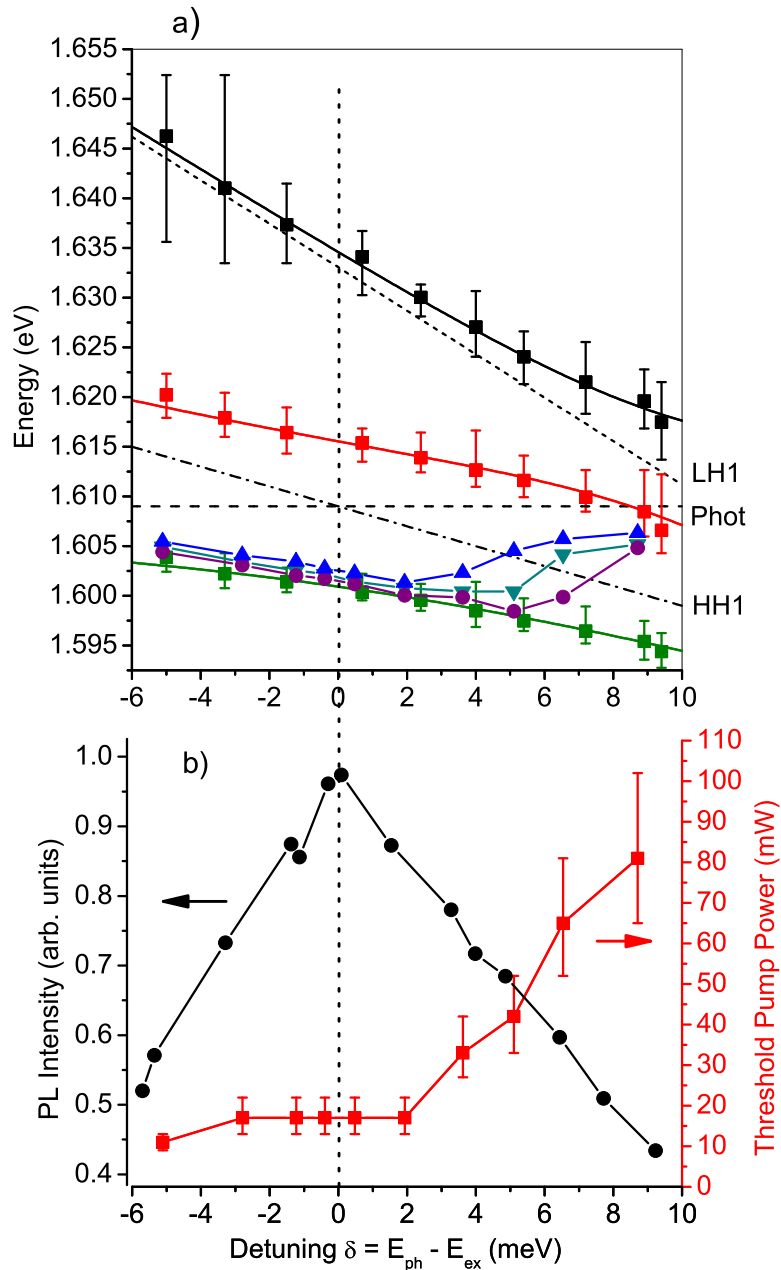 a)
1.655
1.650
1.645
1.640
1.635
1.630
1.625
1.620
1.615
1.609
1.605
1.600
1.595
Energy (eV)
LH1
Phot
HH1
-6 -4 -2 0 2 4 6 8 10
b)
1.0
0.9
0.8
0.7
0.6
0.5
0.4
PL Intensity (arb. units)
110
100
90
80
70
60
50
40
30
20
10
0
Threshold Pump Power (mW)
-6 -4 -2 0 2 4 6 8 10
Detuning δ = E_ph - E_ex (meV)